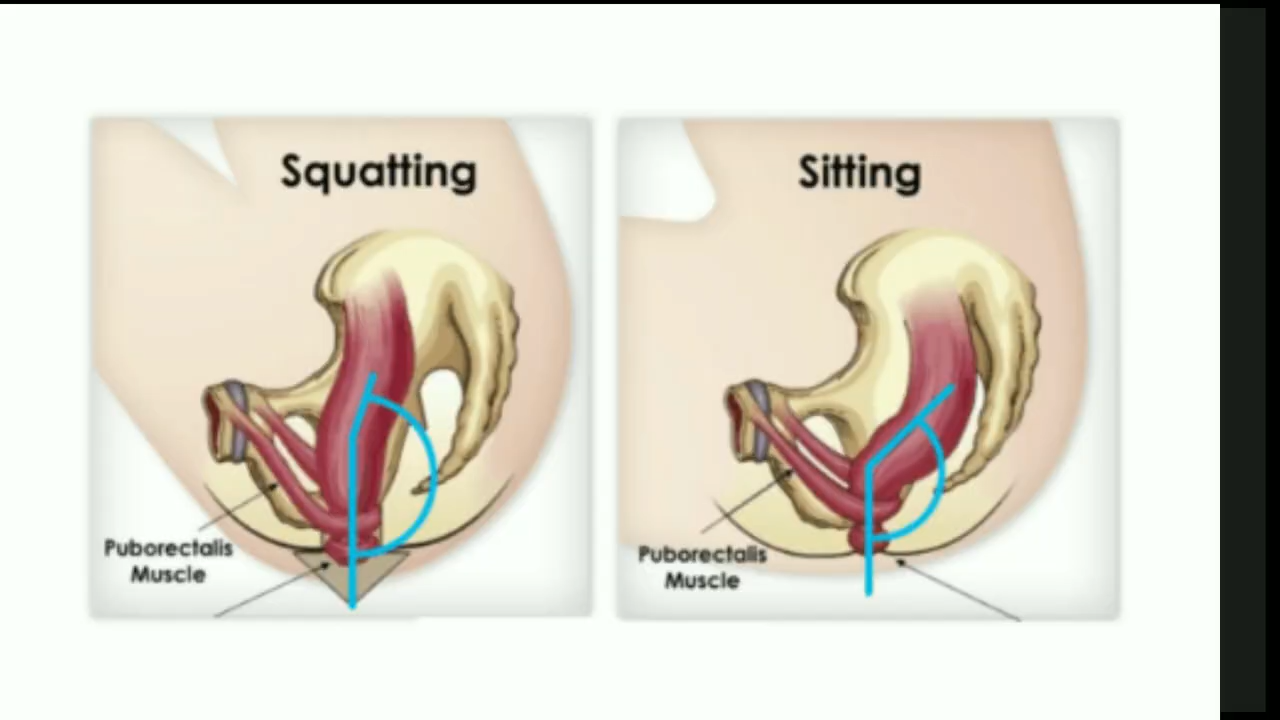 Squatting
Puborectalis
Muscle
Sitting
Puborectalis
Muscle